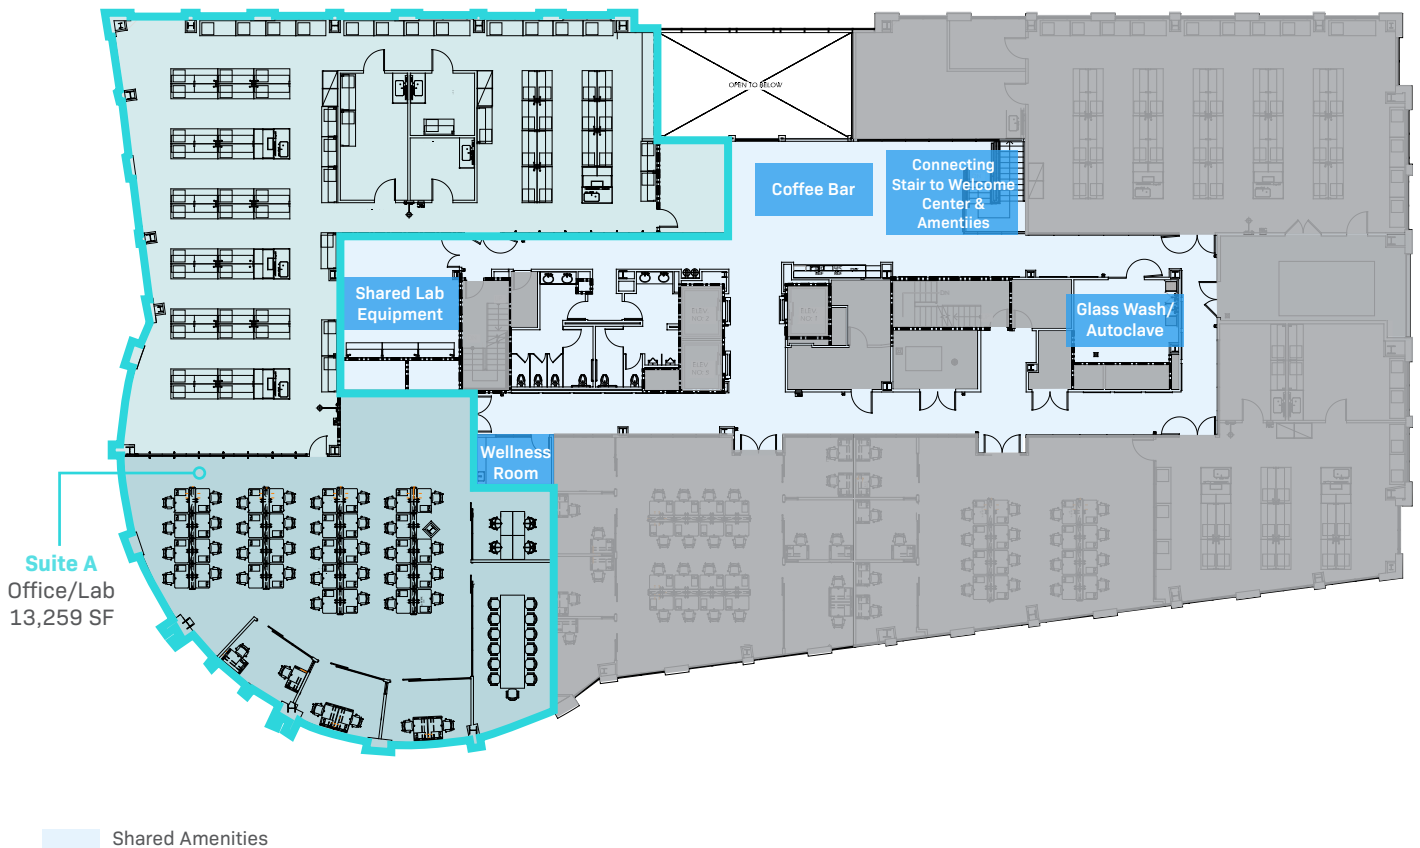 OPEN TO BELOW
Connecting
Stair to Welcome
Center &
Amentiies
Coffee Bar
Shared Lab
Equipment
Glass Wash/
Autoclave
Wellness
Room
Suite A
Office/Lab
13,259 SF
Shared Amenities